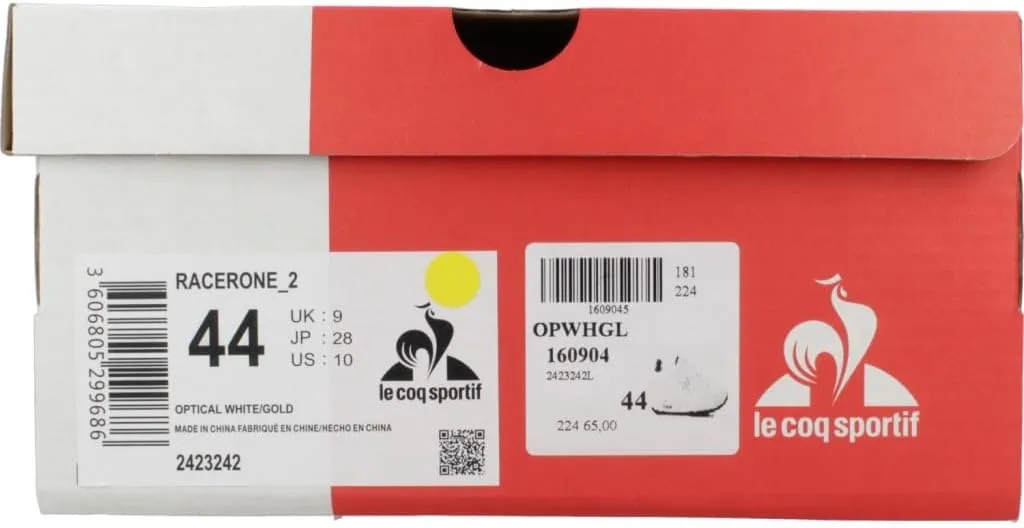 3 606805 299686
RACERONE_2
44
UK : 9
JP : 28
US : 10
le coq sportif
OPTICAL WHITE/GOLD
MADE IN CHINA FABRIQUÉ EN CHINE/HECHO EN CHINA
2423242
1609045
181
224
OPWHGL
160904
2423242L
44
224 65,00
le coq sportif